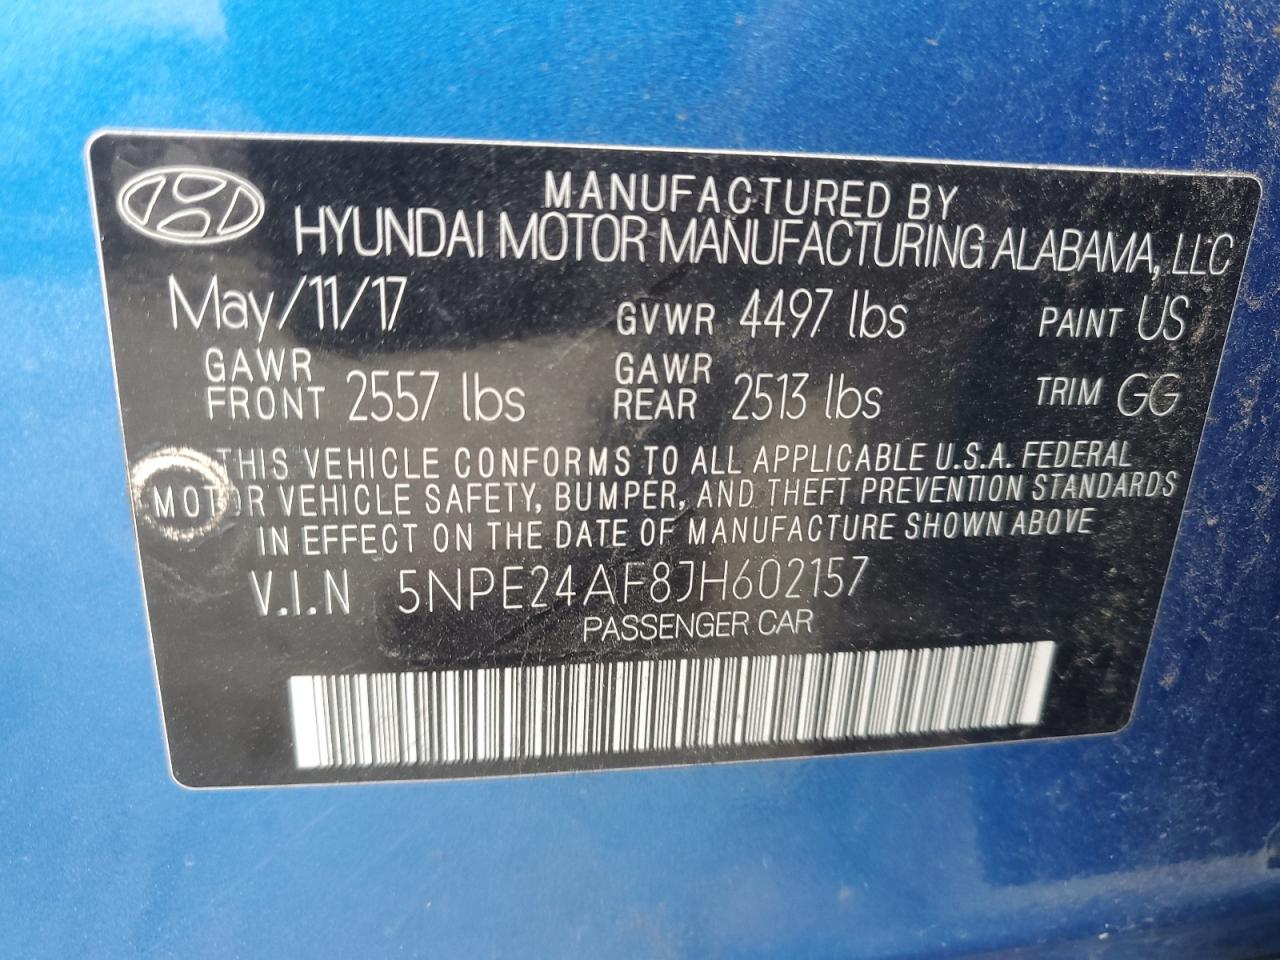 MANUFACTURED BY
HYUNDAI MOTOR MANUFACTURING ALABAMA, LLC
May/11/17 GVWR 4497 lbs PAINT US
GAWR FRONT 2557 lbs GAWR REAR 2513 lbs TRIM GG
THIS VEHICLE CONFORMS TO ALL APPLICABLE U.S.A. FEDERAL
MOTOR VEHICLE SAFETY, BUMPER, AND THEFT PREVENTION STANDARDS
IN EFFECT ON THE DATE OF MANUFACTURE SHOWN ABOVE
V.I.N 5NPE24AF8JH602157
PASSENGER CAR